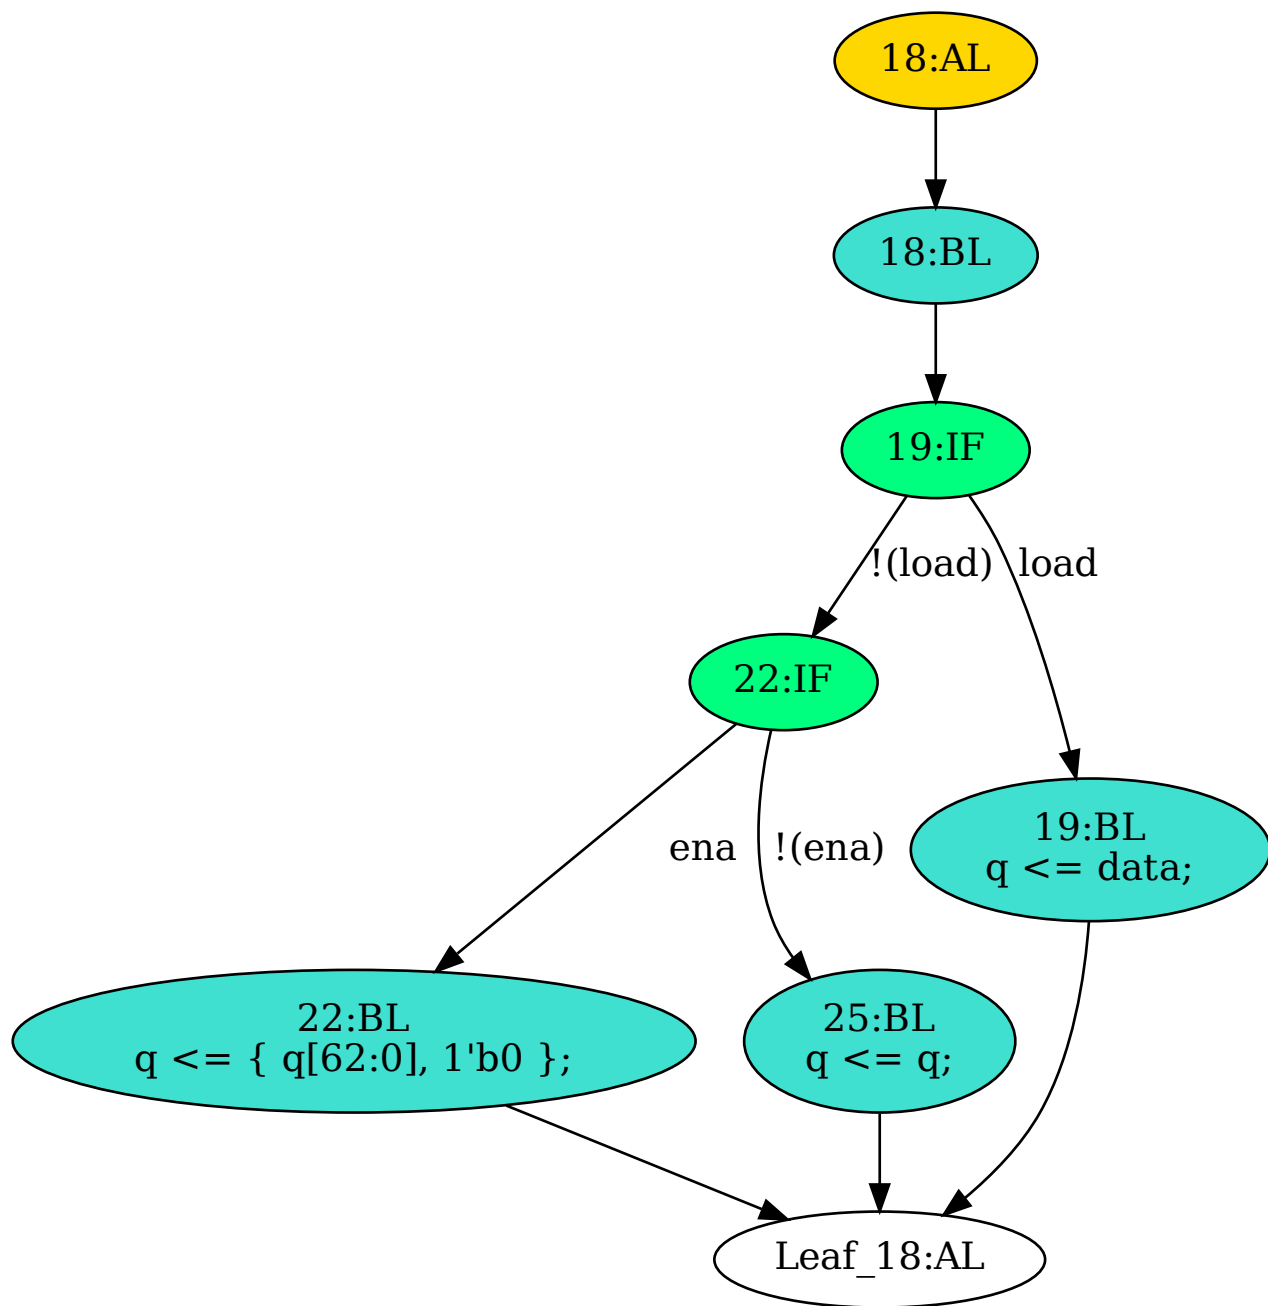 18:AL
18:BL
19:IF
!(load)
load
22:IF
ena
!(ena)
19:BL
q <= data;
22:BL
q <= { q[62:0], 1'b0 };
25:BL
q <= q;
Leaf_18:AL